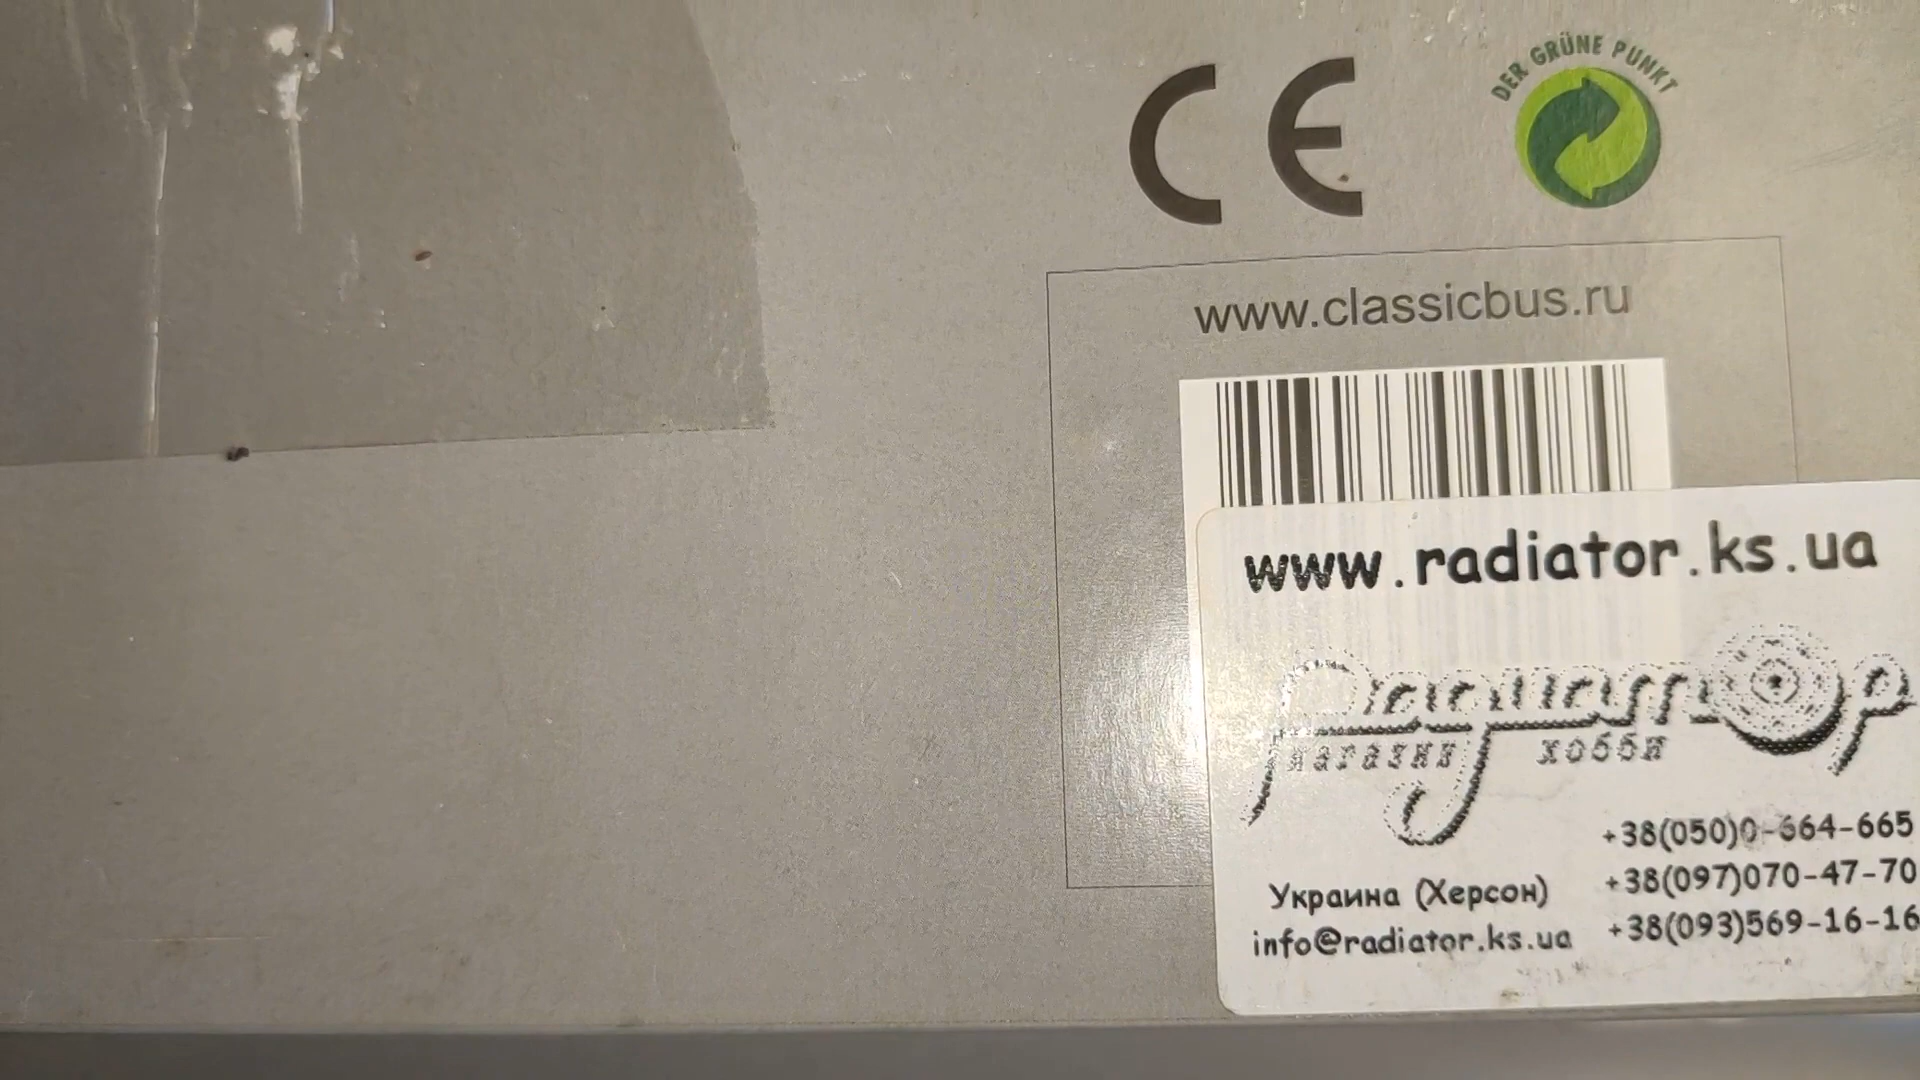 CE
DER GRÜNE PUNKT
www.classicbus.ru
www.radiator.ks.ua
Радиатор
магазин хобби
+38(050)0-664-665
+38(097)070-47-70
+38(093)569-16-16
Украина (Херсон)
info@radiator.ks.ua